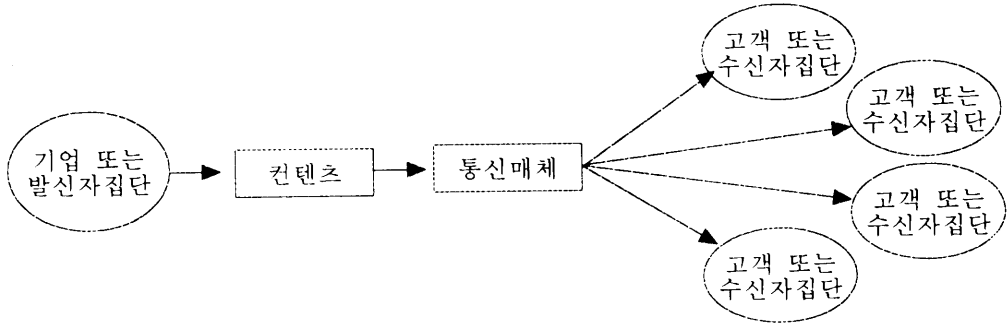 기업 또는
발신자집단
컨텐츠
통신매체
고객 또는
수신자집단
고객 또는
수신자집단
고객 또는
수신자집단
고객 또는
수신자집단